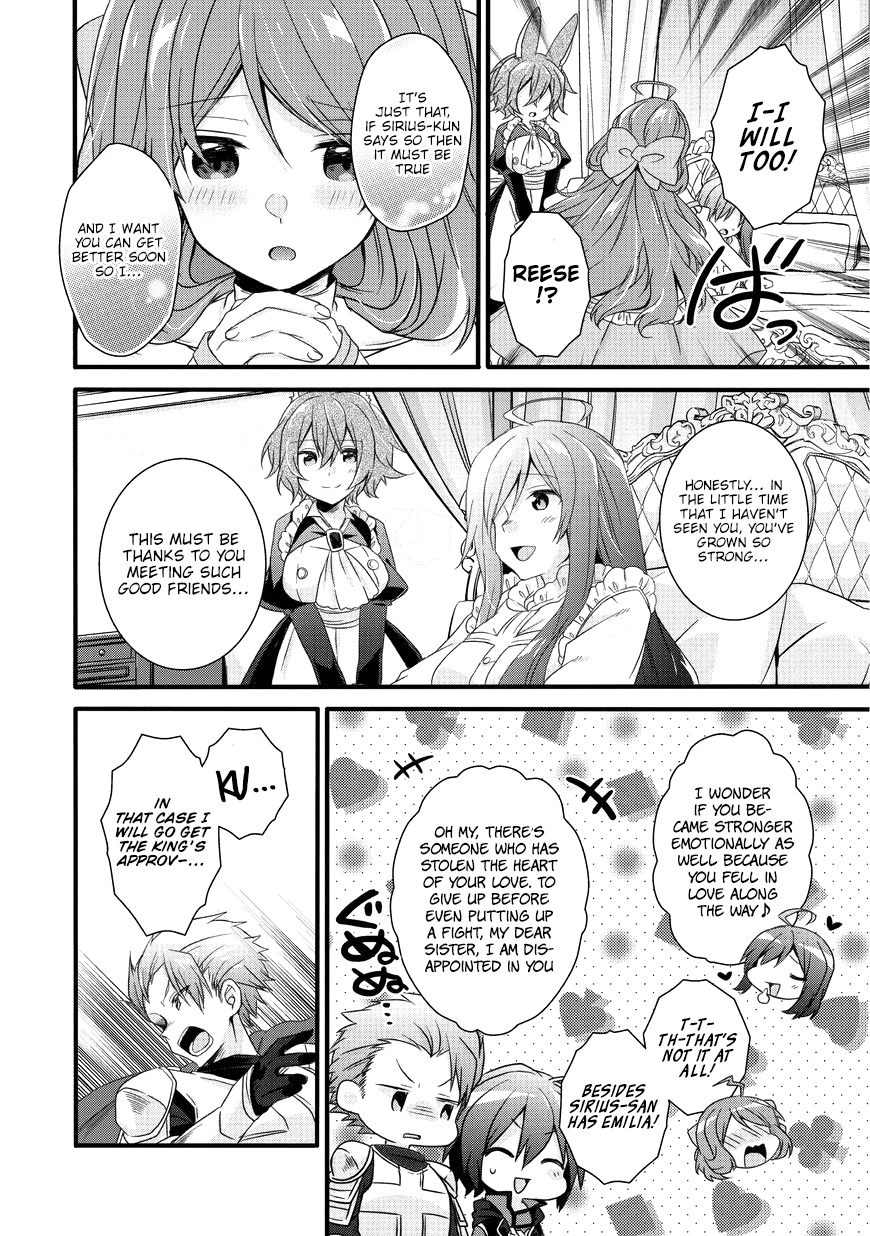 I-I
WILL
TOO!
REESE
!?
ばっ
IT'S
JUST THAT,
IF SIRIUS-KUN
SAYS SO THEN
IT MUST BE
TRUE
AND I WANT
YOU CAN GET
BETTER SOON
SO I...
HONESTLY... IN
THE LITTLE TIME
THAT I HAVEN'T
SEEN YOU, YOU'VE
GROWN SO
STRONG...
THIS MUST BE
THANKS TO YOU
MEETING SUCH
GOOD FRIENDS...
I WONDER
IF YOU BE-
CAME STRONGER
EMOTIONALLY AS
WELL BECAUSE
YOU FELL IN
LOVE ALONG
THE WAY♪
T-T-
TH-THAT'S
NOT IT AT
ALL!
BESIDES
SIRIUS-SAN
HAS EMILIA!
OH MY, THERE'S
SOMEONE WHO HAS
STOLEN THE HEART
OF YOUR LOVE. TO
GIVE UP BEFORE
EVEN PUTTING UP
A FIGHT, MY DEAR
SISTER, I AM DIS-
APPOINTED IN YOU
ぐぬぬぬ...
KU...
IN
THAT CASE I
WILL GO GET
THE KING'S
APPROV-...